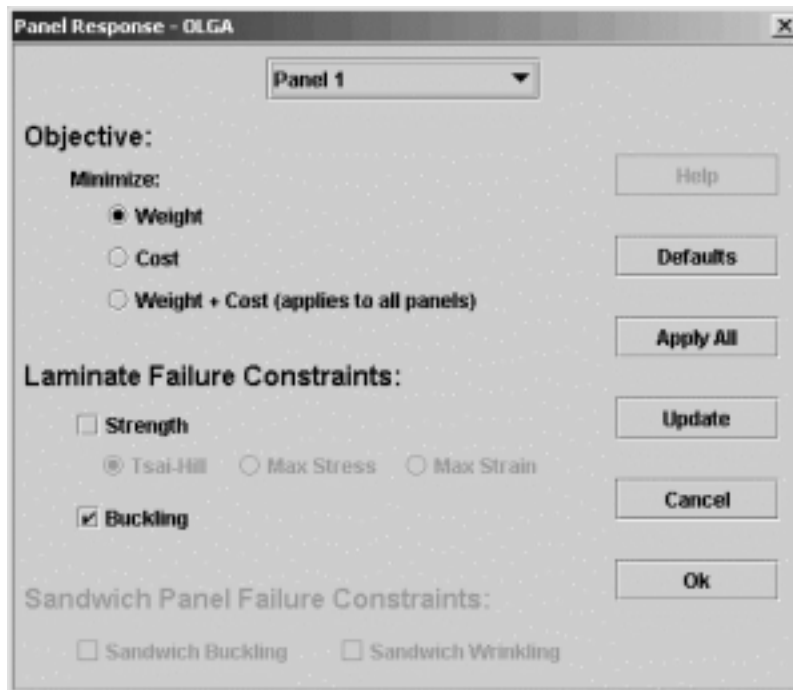 Panel Response - OLGA
Panel 1
Objective:
Minimize:
Weight
Cost
Weight + Cost (applies to all panels)
Laminate Failure Constraints:
Strength
Tsai-Hill Max Stress Max Strain
Buckling
Sandwich Panel Failure Constraints:
Sandwich Buckling Sandwich Wrinkling
Help
Defaults
Apply All
Update
Cancel
Ok